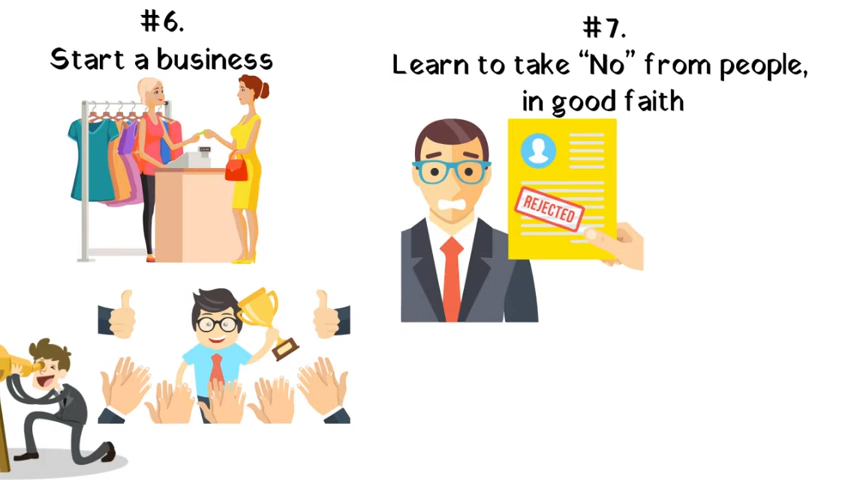 #6.
Start a business
#7.
Learn to take “No” from people,
in good faith
REJECTED